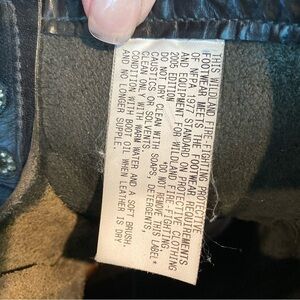 THIS WILDLAND FIRE FIGHTING PROTECTIVE
FOOTWEAR MEETS THE FOOTWEAR REQUIREMENTS
OF NFPA 1977 STANDARD ON PROTECTIVE CLOTHING
AND EQUIPMENT FOR WILDLAND FIRE FIGHTING,
2005 EDITION. *DO NOT REMOVE THIS LABEL*
DO NOT DRY CLEAN WITH SOAPS, DETERGENTS,
CAUSTICS OR SOLVENTS.
CLEAN ONLY WITH WARM WATER AND A SOFT BRUSH.
CONDITION WITH BOOT OIL WHEN LEATHER IS DRY
AND NO LONGER SUPPLE.